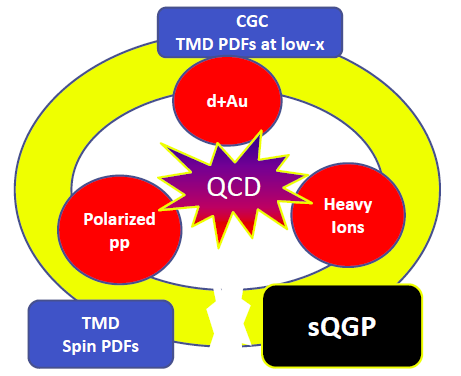 CGC
TMD PDFs at low-x
d+Au
QCD
Polarized
pp
Heavy
Ions
TMD
Spin PDFs
sQGP